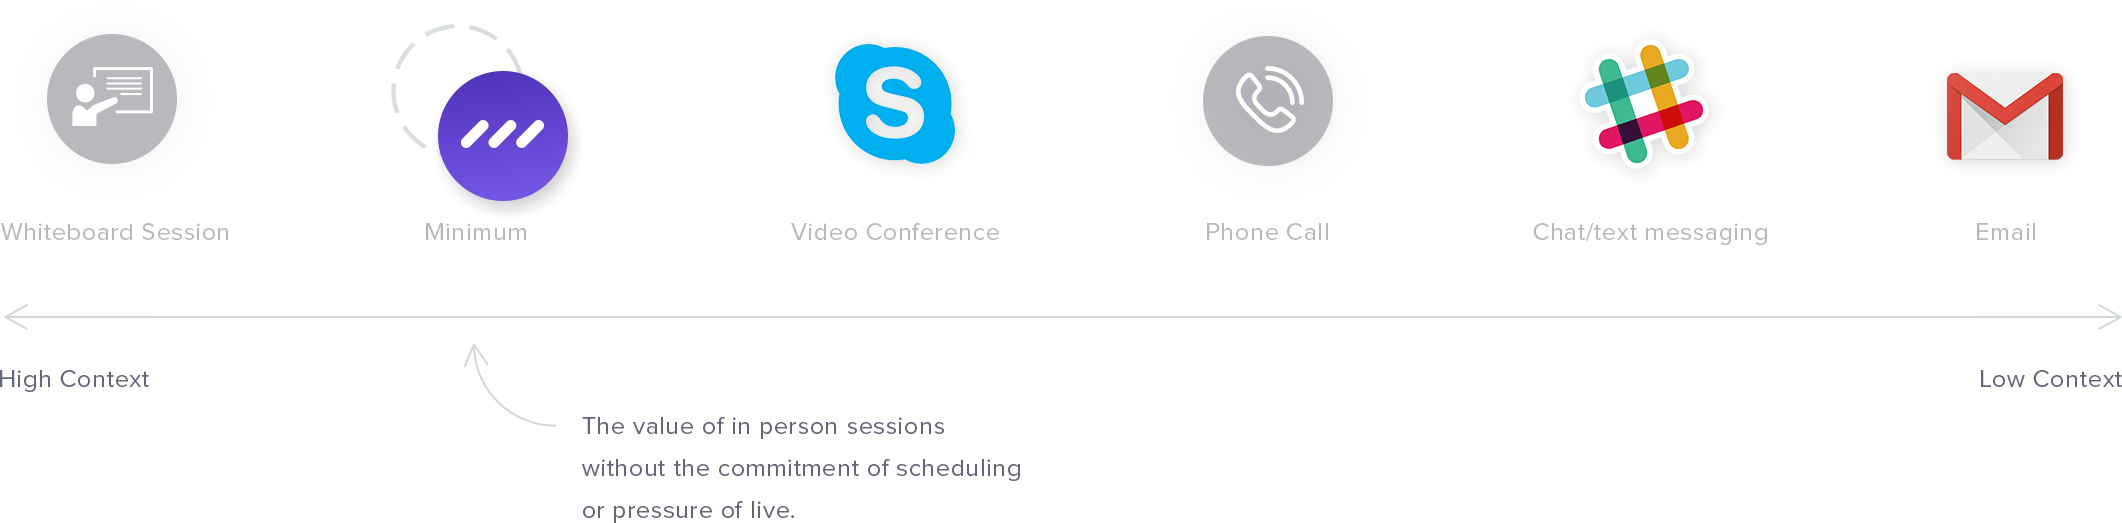 Whiteboard Session
Minimum
Video Conference
Phone Call
Chat/text messaging
Email
High Context
Low Context
The value of in person sessions
without the commitment of scheduling
or pressure of live.